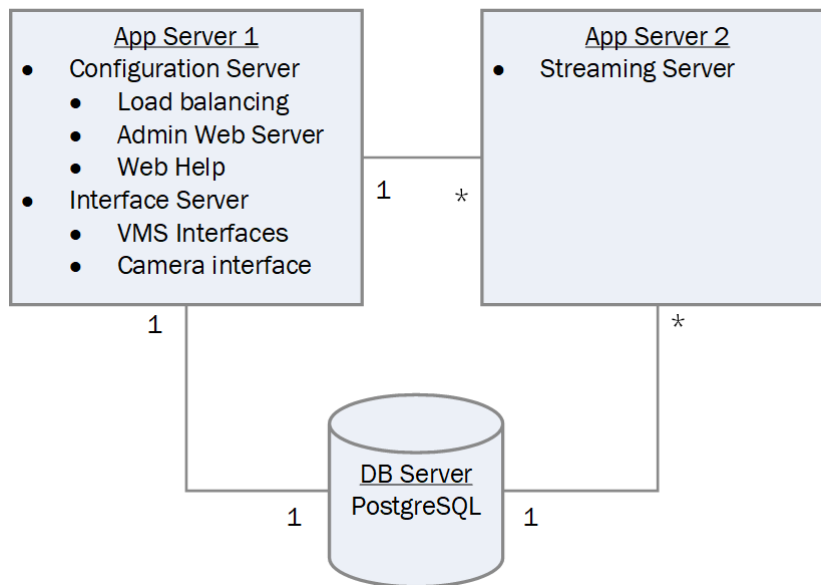 App Server 1
● Configuration Server
● Load balancing
● Admin Web Server
● Web Help
● Interface Server
● VMS Interfaces
● Camera interface
App Server 2
● Streaming Server
1
*
1
*
DB Server
PostgreSQL
1
1